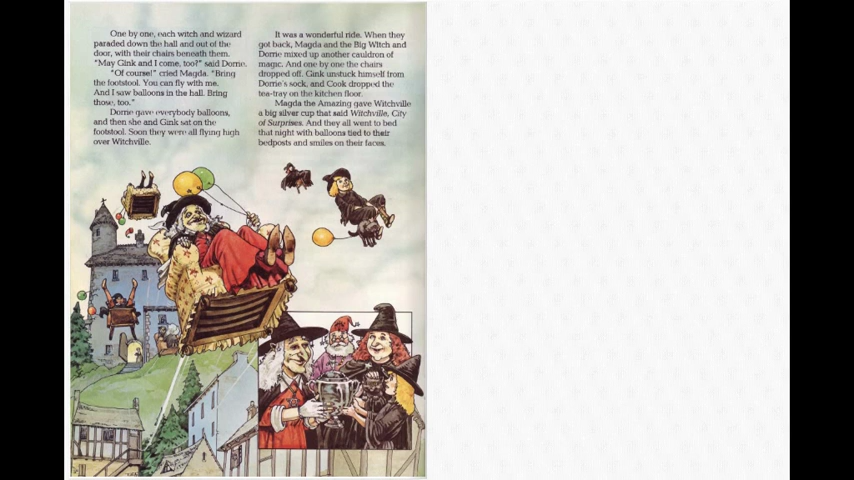 One by one, each witch and wizard
paraded down the hall and out of the
door, with their chairs beneath them.
"May Gink and I come, too?" said Dorrie.
"Of course!" cried Magda. "Bring
the footstool. You can fly with me.
And I saw balloons in the hall. Bring
those, too."
Dorrie gave everybody balloons,
and then she and Gink sat on the
footstool. Soon they were all flying high
over Witchville.
It was a wonderful ride. When they
got back, Magda and the Big Witch and
Dorrie mixed up another cauldron of
magic. And one by one the chairs
dropped off. Gink unstuck himself from
Dorrie's sock, and Cook dropped the
tea-tray on the kitchen floor.
Magda the Amazing gave Witchville
a big silver cup that said Witchville, City
of Surprises. And they all went to bed
that night with balloons tied to their
bedposts and smiles on their faces.